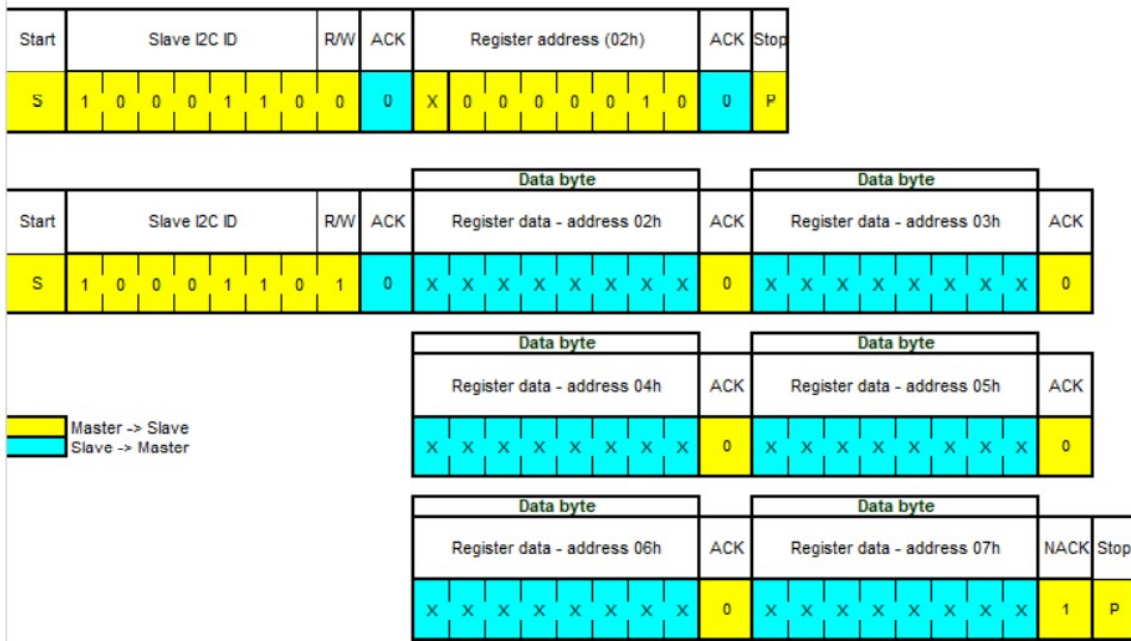 Start Slave I2C ID R/W ACK Register address (02h) ACK Stop
S 1 0 0 0 1 1 0 0 0 X 0 0 0 0 0 1 0 0 P
Data byte Data byte
Start Slave I2C ID R/W ACK Register data - address 02h ACK Register data - address 03h ACK
S 1 0 0 0 1 1 0 1 0 X X X X X X X X 0 X X X X X X X X 0
Data byte Data byte
Register data - address 04h ACK Register data - address 05h ACK
Master -> Slave
Slave -> Master
X X X X X X X X 0 X X X X X X X X 0
Data byte Data byte
Register data - address 06h ACK Register data - address 07h NACK Stop
X X X X X X X X 0 X X X X X X X X 1 P